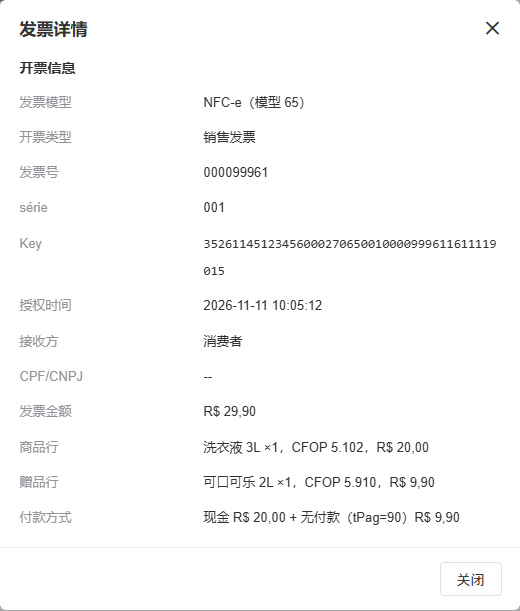 发票详情
开票信息
发票模型 NFC-e（模型 65）
开票类型 销售发票
发票号 000099961
série 001
Key 35261145123456000270650010000999611611119
015
授权时间 2026-11-11 10:05:12
接收方 消费者
CPF/CNPJ --
发票金额 R$ 29,90
商品行 洗衣液 3L ×1，CFOP 5.102，R$ 20,00
赠品行 可口可乐 2L ×1，CFOP 5.910，R$ 9,90
付款方式 现金 R$ 20,00 + 无付款（tPag=90）R$ 9,90
关闭